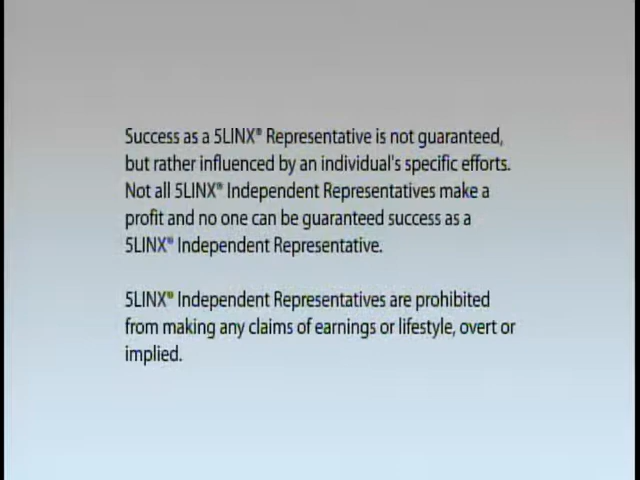 Success as a 5LINX® Representative is not guaranteed,
but rather influenced by an individual's specific efforts.
Not all 5LINX® Independent Representatives make a
profit and no one can be guaranteed success as a
5LINX® Independent Representative.
5LINX® Independent Representatives are prohibited
from making any claims of earnings or lifestyle, overt or
implied.